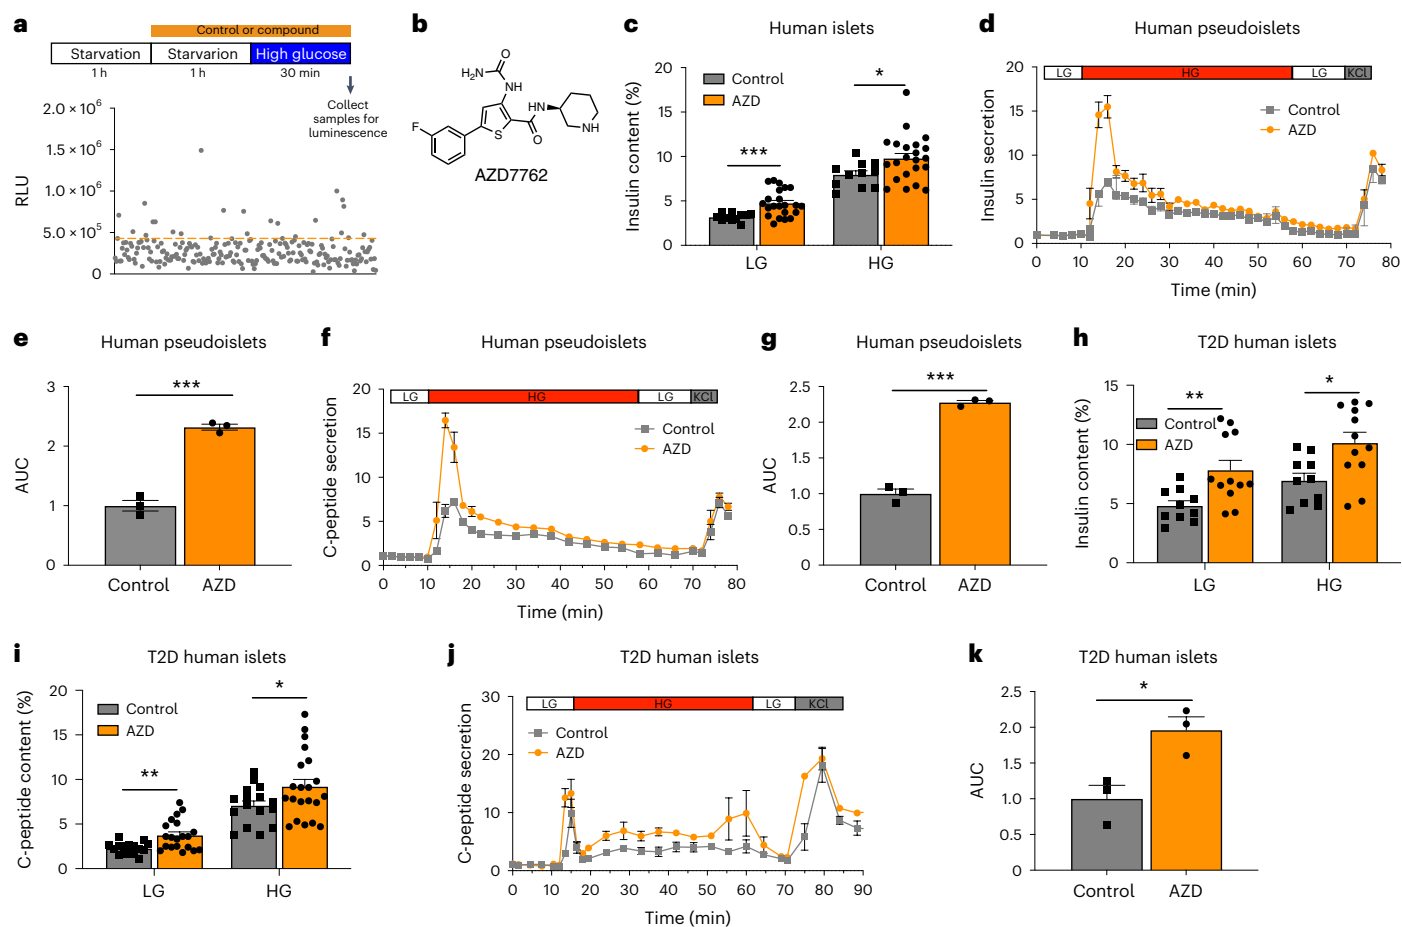 a
Control or compound
Starvation
Starvarion
High glucose
1 h
1 h
30 min
Collect
samples for
luminescence
RLU
2.0 × 10⁶
1.5 × 10⁶
1.0 × 10⁶
5.0 × 10⁵
0
b
H₂N
O
NH
HN
NH
S
O
F
AZD7762
c
Human islets
Insulin content (%)
20
15
10
5
0
Control
AZD
***
*
LG
HG
d
Human pseudoislets
Insulin secretion
20
15
10
5
0
LG
HG
LG
KCl
Control
AZD
0 10 20 30 40 50 60 70 80
Time (min)
e
Human pseudoislets
AUC
3
2
1
0
***
Control
AZD
f
Human pseudoislets
C-peptide secretion
20
15
10
5
0
LG
HG
LG
KCl
Control
AZD
0 10 20 30 40 50 60 70 80
Time (min)
g
Human pseudoislets
AUC
2.5
2.0
1.5
1.0
0.5
0
***
Control
AZD
h
T2D human islets
Insulin content (%)
15
10
5
0
Control
AZD
**
*
LG
HG
i
T2D human islets
C-peptide content (%)
20
15
10
5
0
Control
AZD
**
*
LG
HG
j
T2D human islets
C-peptide secretion
30
20
10
0
LG
HG
LG
KCl
Control
AZD
0 10 20 30 40 50 60 70 80 90
Time (min)
k
T2D human islets
AUC
2.5
2.0
1.5
1.0
0.5
0
*
Control
AZD